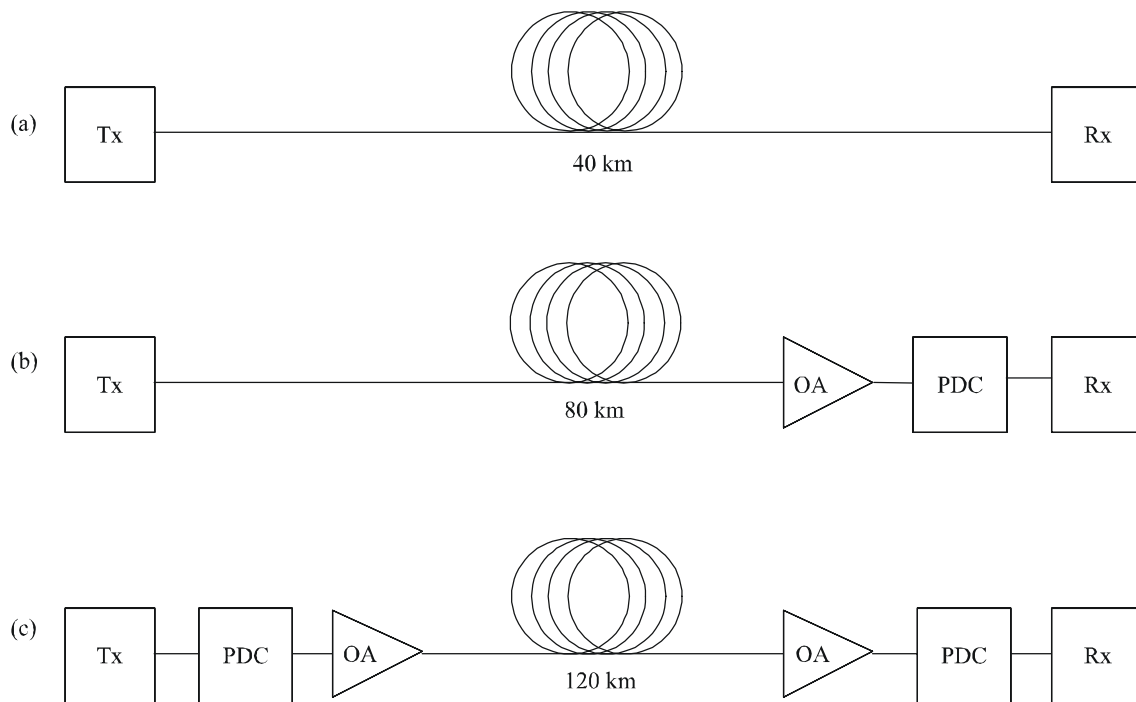 (a)
Tx
Rx
40 km
(b)
Tx
OA
PDC
Rx
80 km
(c)
Tx
PDC
OA
OA
PDC
Rx
120 km